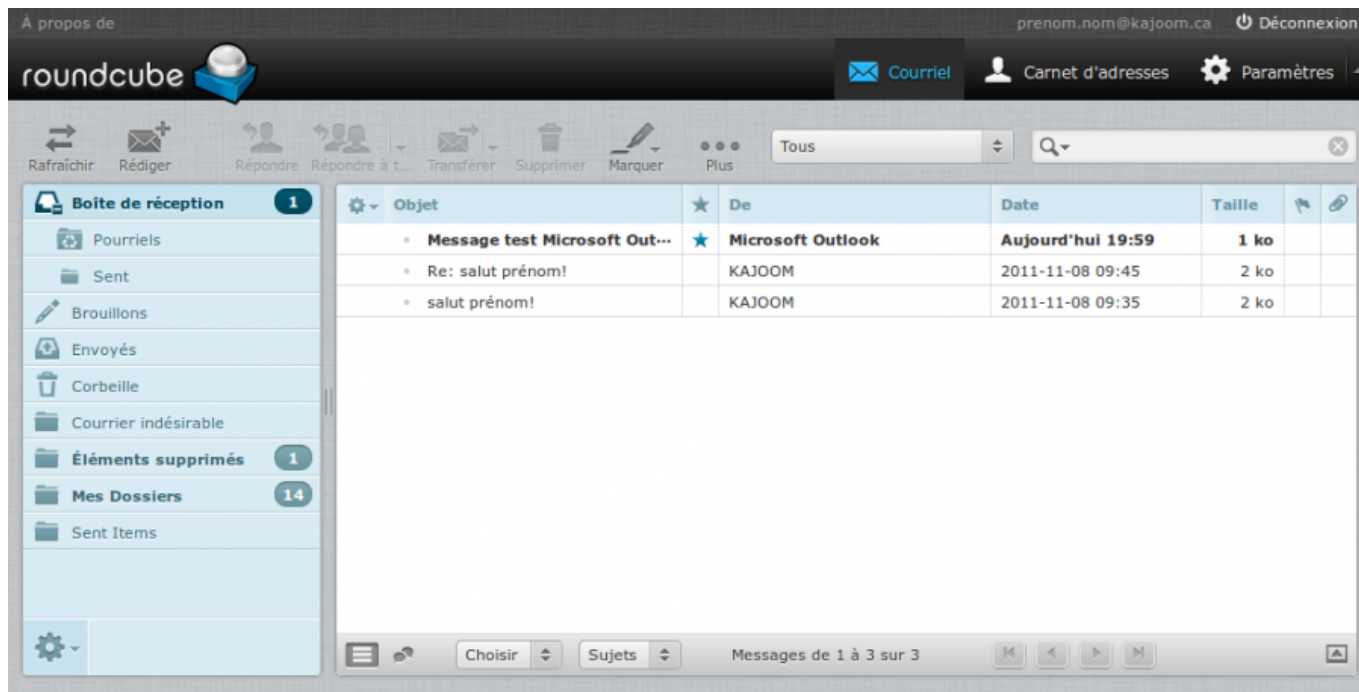 À propos de prenom.nom@kajoom.ca Déconnexion
roundcube Courriel Carnet d'adresses Paramètres
Rafraîchir Rédiger Répondre Répondre à t... Transférer Supprimer Marquer Plus Tous
Boîte de réception 1
Pourriels
Sent
Brouillons
Envoyés
Corbeille
Courrier indésirable
Éléments supprimés 1
Mes Dossiers 14
Sent Items
Objet De Date Taille
Message test Microsoft Out... Microsoft Outlook Aujourd'hui 19:59 1 ko
Re: salut prénom! KAJOOM 2011-11-08 09:45 2 ko
salut prénom! KAJOOM 2011-11-08 09:35 2 ko
Choisir Sujets Messages de 1 à 3 sur 3